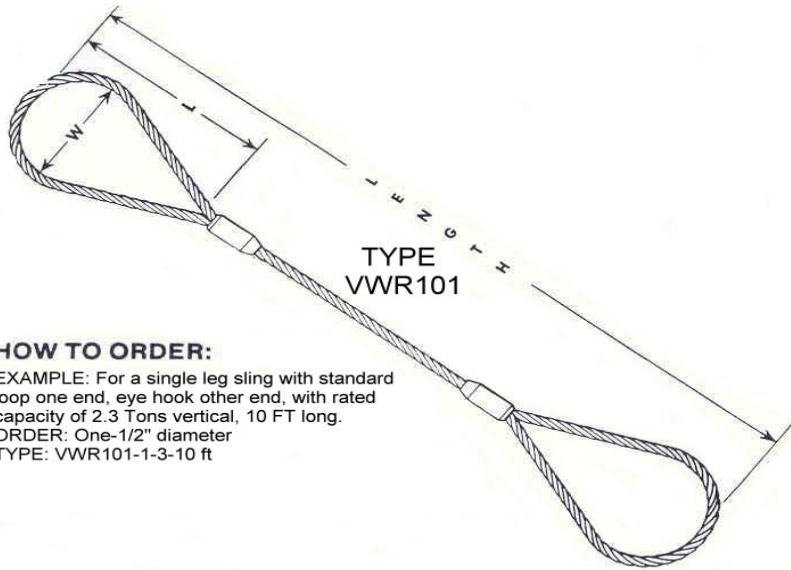 L
W
LENGTH
TYPE
VWR101
HOW TO ORDER:
EXAMPLE: For a single leg sling with standard
loop one end, eye hook other end, with rated
capacity of 2.3 Tons vertical, 10 FT long.
ORDER: One-1/2" diameter
TYPE: VWR101-1-3-10 ft